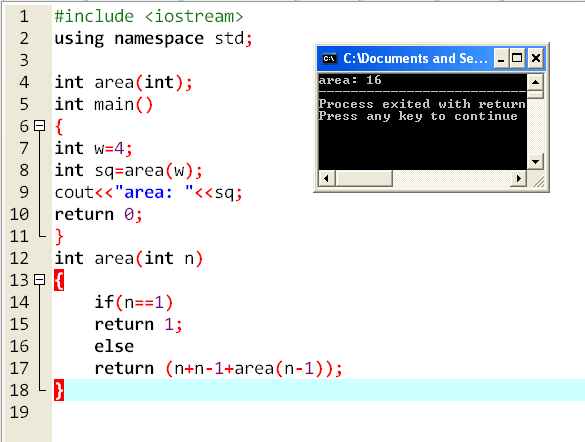 1 #include <iostream>
2 using namespace std;
3
4 int area(int);
5 int main()
6 {
7 int w=4;
8 int sq=area(w);
9 cout<<"area: "<<sq;
10 return 0;
11 }
12 int area(int n)
13 {
14 if(n==1)
15 return 1;
16 else
17 return (n+n-1+area(n-1));
18 }
19
C:\Documents and Se...
area: 16
--------------------------------
Process exited with return
Press any key to continue